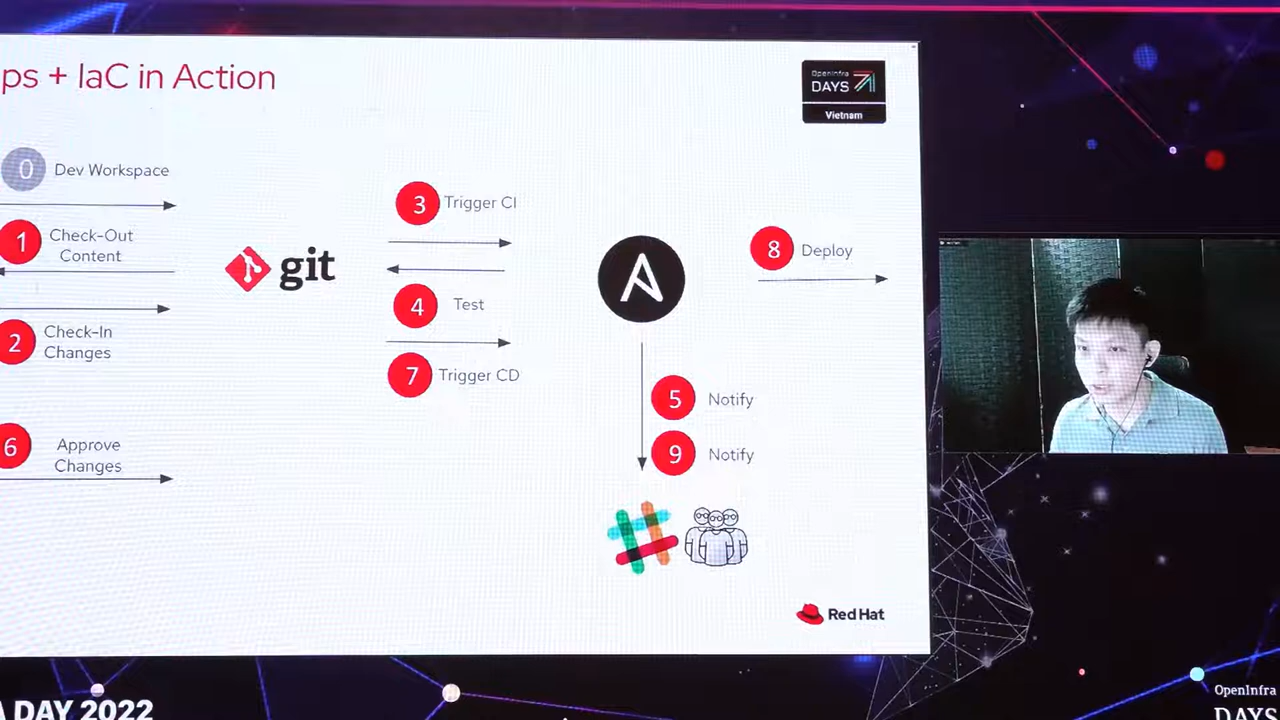 ps + IaC in Action
OpenInfra
DAYS
Vietnam
0
Dev Workspace
1
Check-Out
Content
2
Check-In
Changes
6
Approve
Changes
git
3
Trigger CI
4
Test
7
Trigger CD
8
Deploy
5
Notify
9
Notify
Red Hat
A DAY 2022
OpenInfra
DAYS